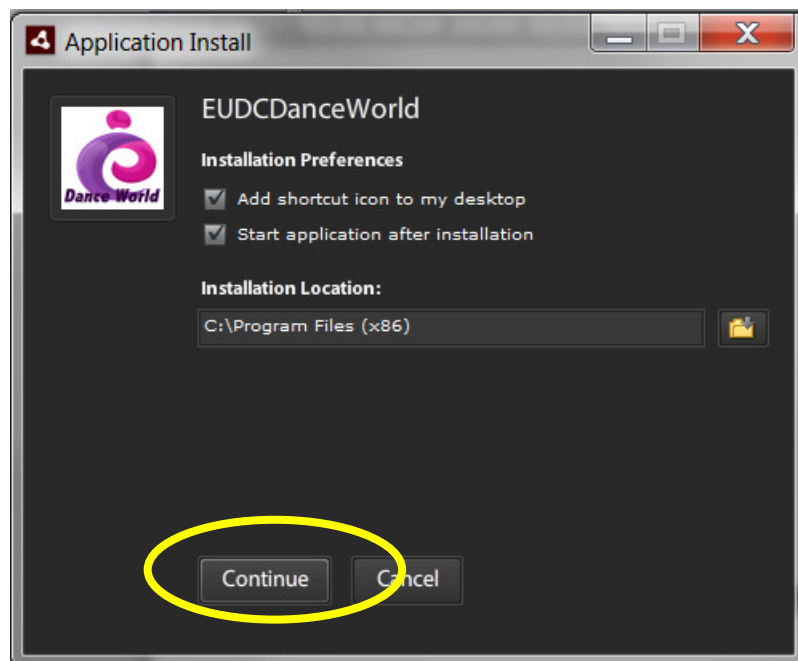 Application Install
EUDCDanceWorld
Dance World
Installation Preferences
Add shortcut icon to my desktop
Start application after installation
Installation Location:
C:\Program Files (x86)
Continue
Cancel